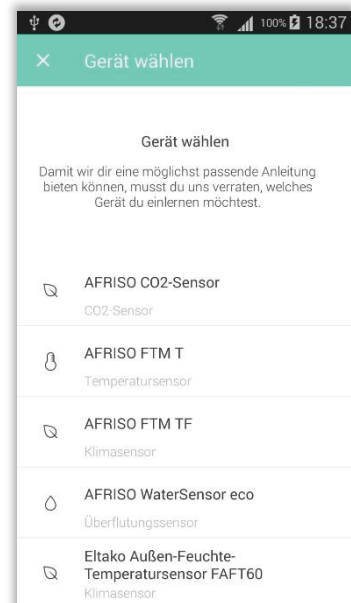 100% 18:37
Gerät wählen
Gerät wählen
Damit wir dir eine möglichst passende Anleitung
bieten können, musst du uns verraten, welches
Gerät du einlernen möchtest.
AFRISO CO2-Sensor
CO2-Sensor
AFRISO FTM T
Temperatursensor
AFRISO FTM TF
Klimasensor
AFRISO WaterSensor eco
Überflutungssensor
Eltako Außen-Feuchte-
Temperatursensor FAFT60
Klimasensor